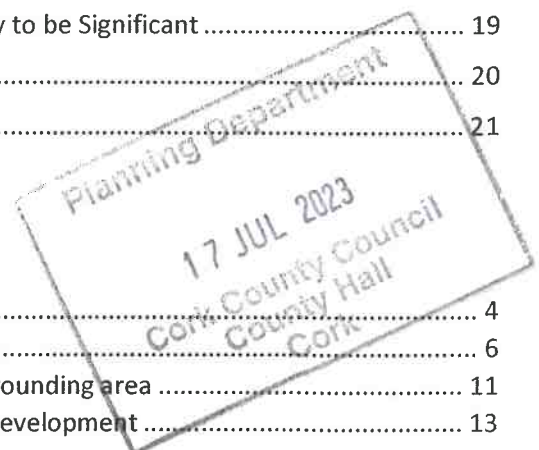 y to be Significant ........................................ 19
........................................ 20
........................................ 21
Planning Department
17 JUL 2023
Cork County Council
County Hall
Cork
........................................ 4
........................................ 6
ounding area ........................................ 11
evelopment ........................................ 13